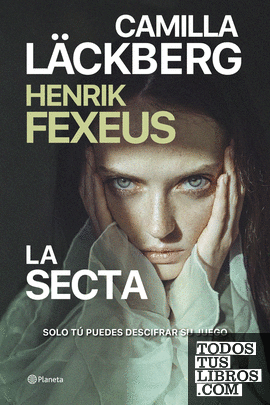 CAMILLA
LÄCKBERG
HENRIK
FEXEUS
LA
SECTA
SOLO TÚ PUEDES DESCIFRAR SU JUEGO
Planeta
TODOS
TUS
LIBROS
.COM